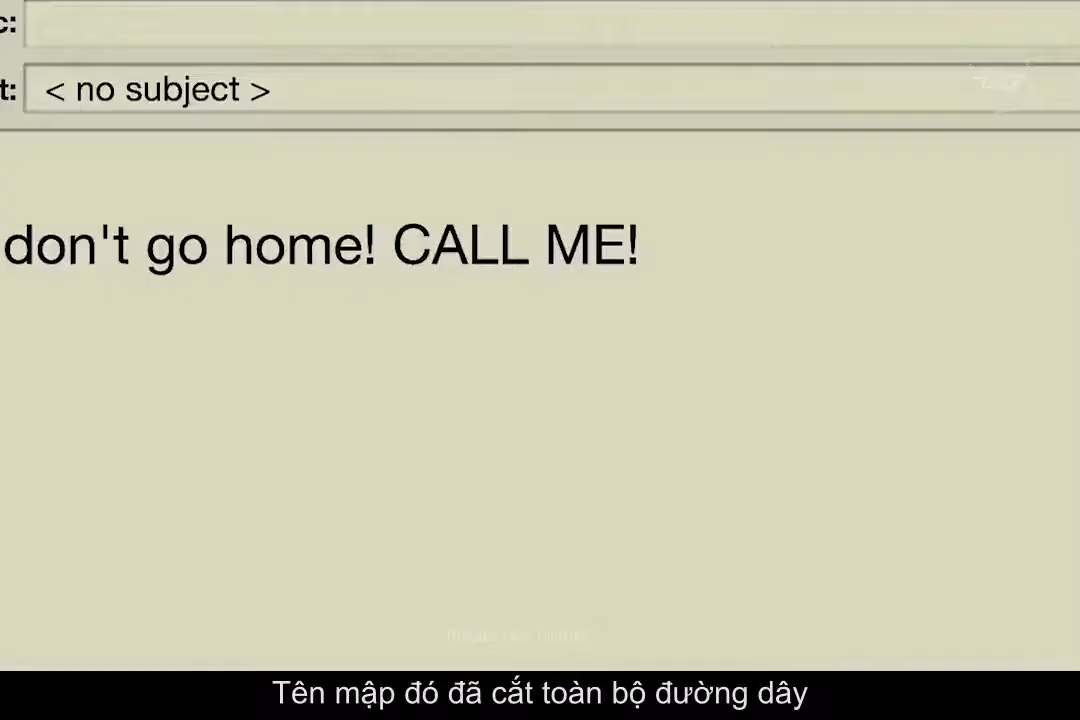 c:
t: < no subject >
don't go home! CALL ME!
Tên mập đó đã cắt toàn bộ đường dây